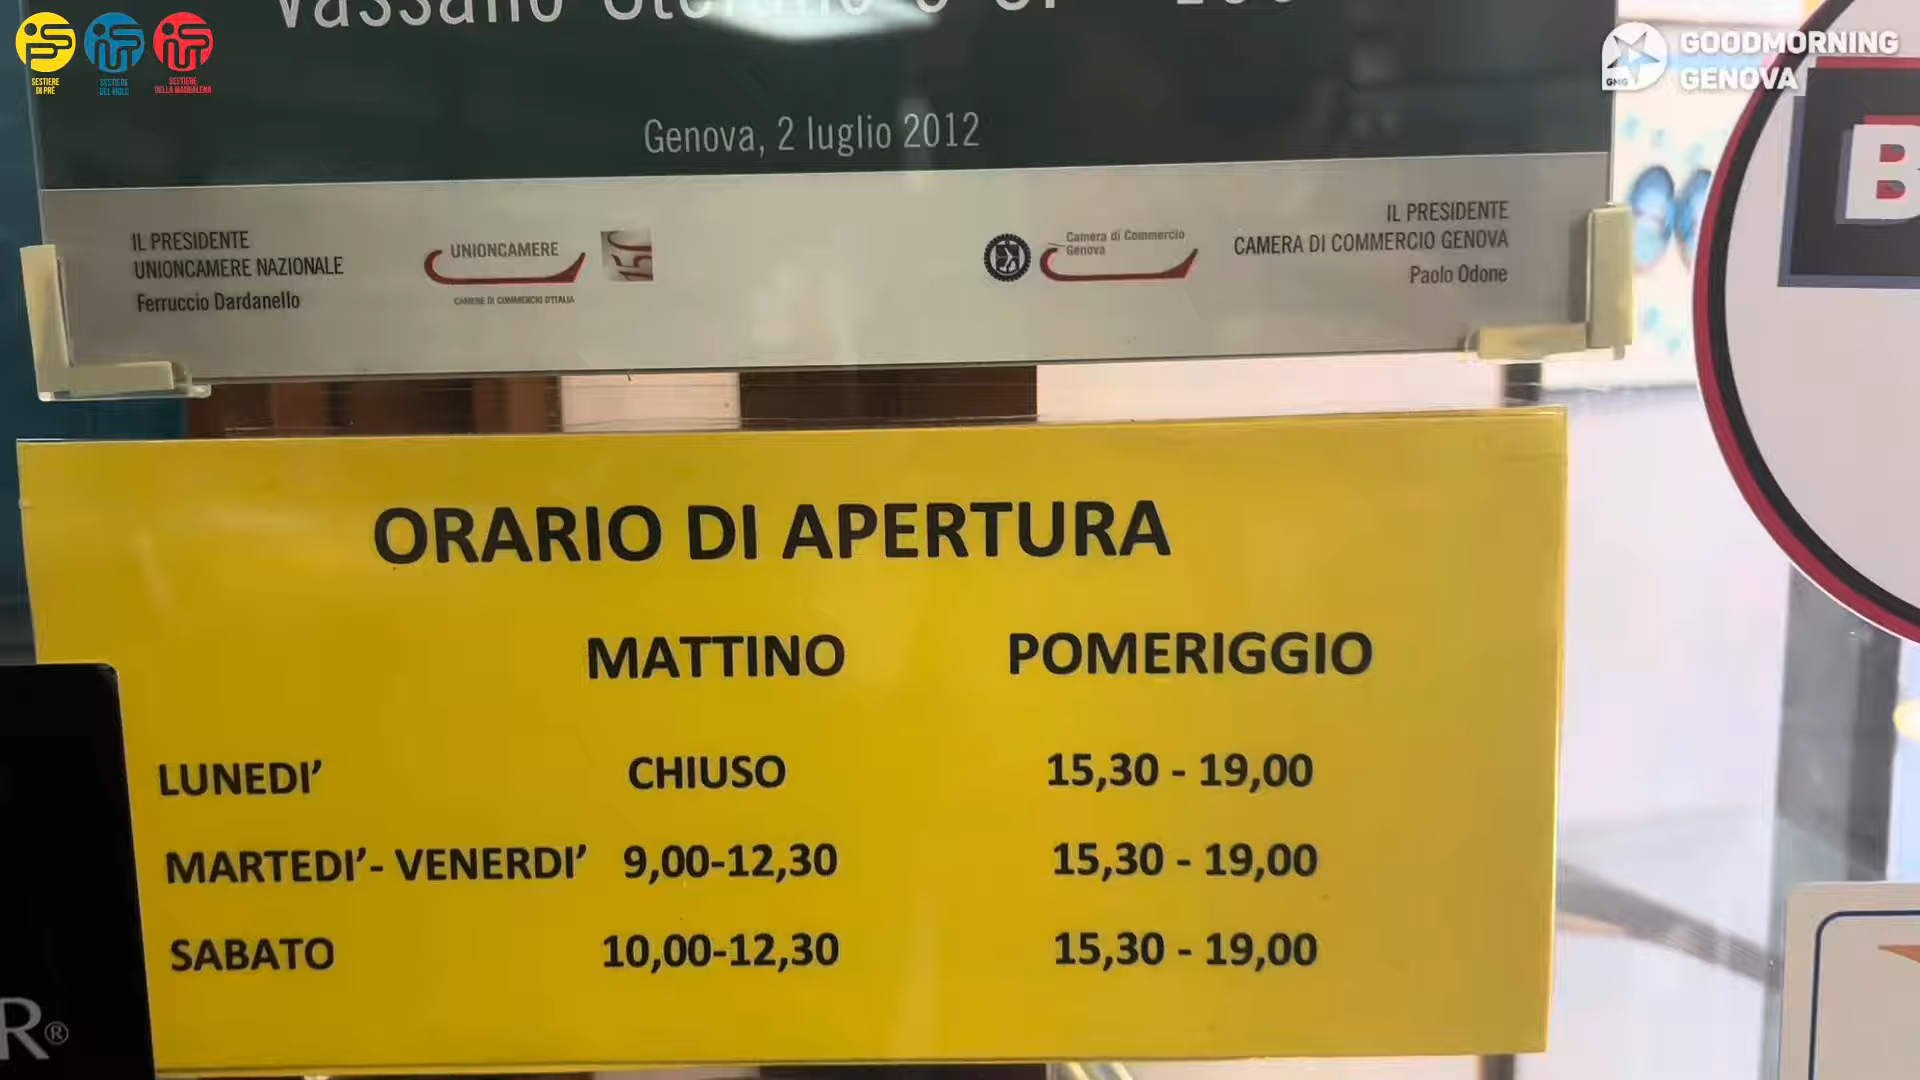 SESTIERE
DI PRÈ
SESTIERE
DEL MOLO
SESTIERE
DELLA MADDALENA
GOODMORNING
GENOVA
GMG
Genova, 2 luglio 2012
IL PRESIDENTE
UNIONCAMERE NAZIONALE
Ferruccio Dardanello
UNIONCAMERE
CAMERE DI COMMERCIO D'ITALIA
150
Camera di Commercio
Genova
IL PRESIDENTE
CAMERA DI COMMERCIO GENOVA
Paolo Odone
B
ORARIO DI APERTURA
MATTINO POMERIGGIO
LUNEDI' CHIUSO 15,30 - 19,00
MARTEDI'- VENERDI' 9,00-12,30 15,30 - 19,00
SABATO 10,00-12,30 15,30 - 19,00
R®